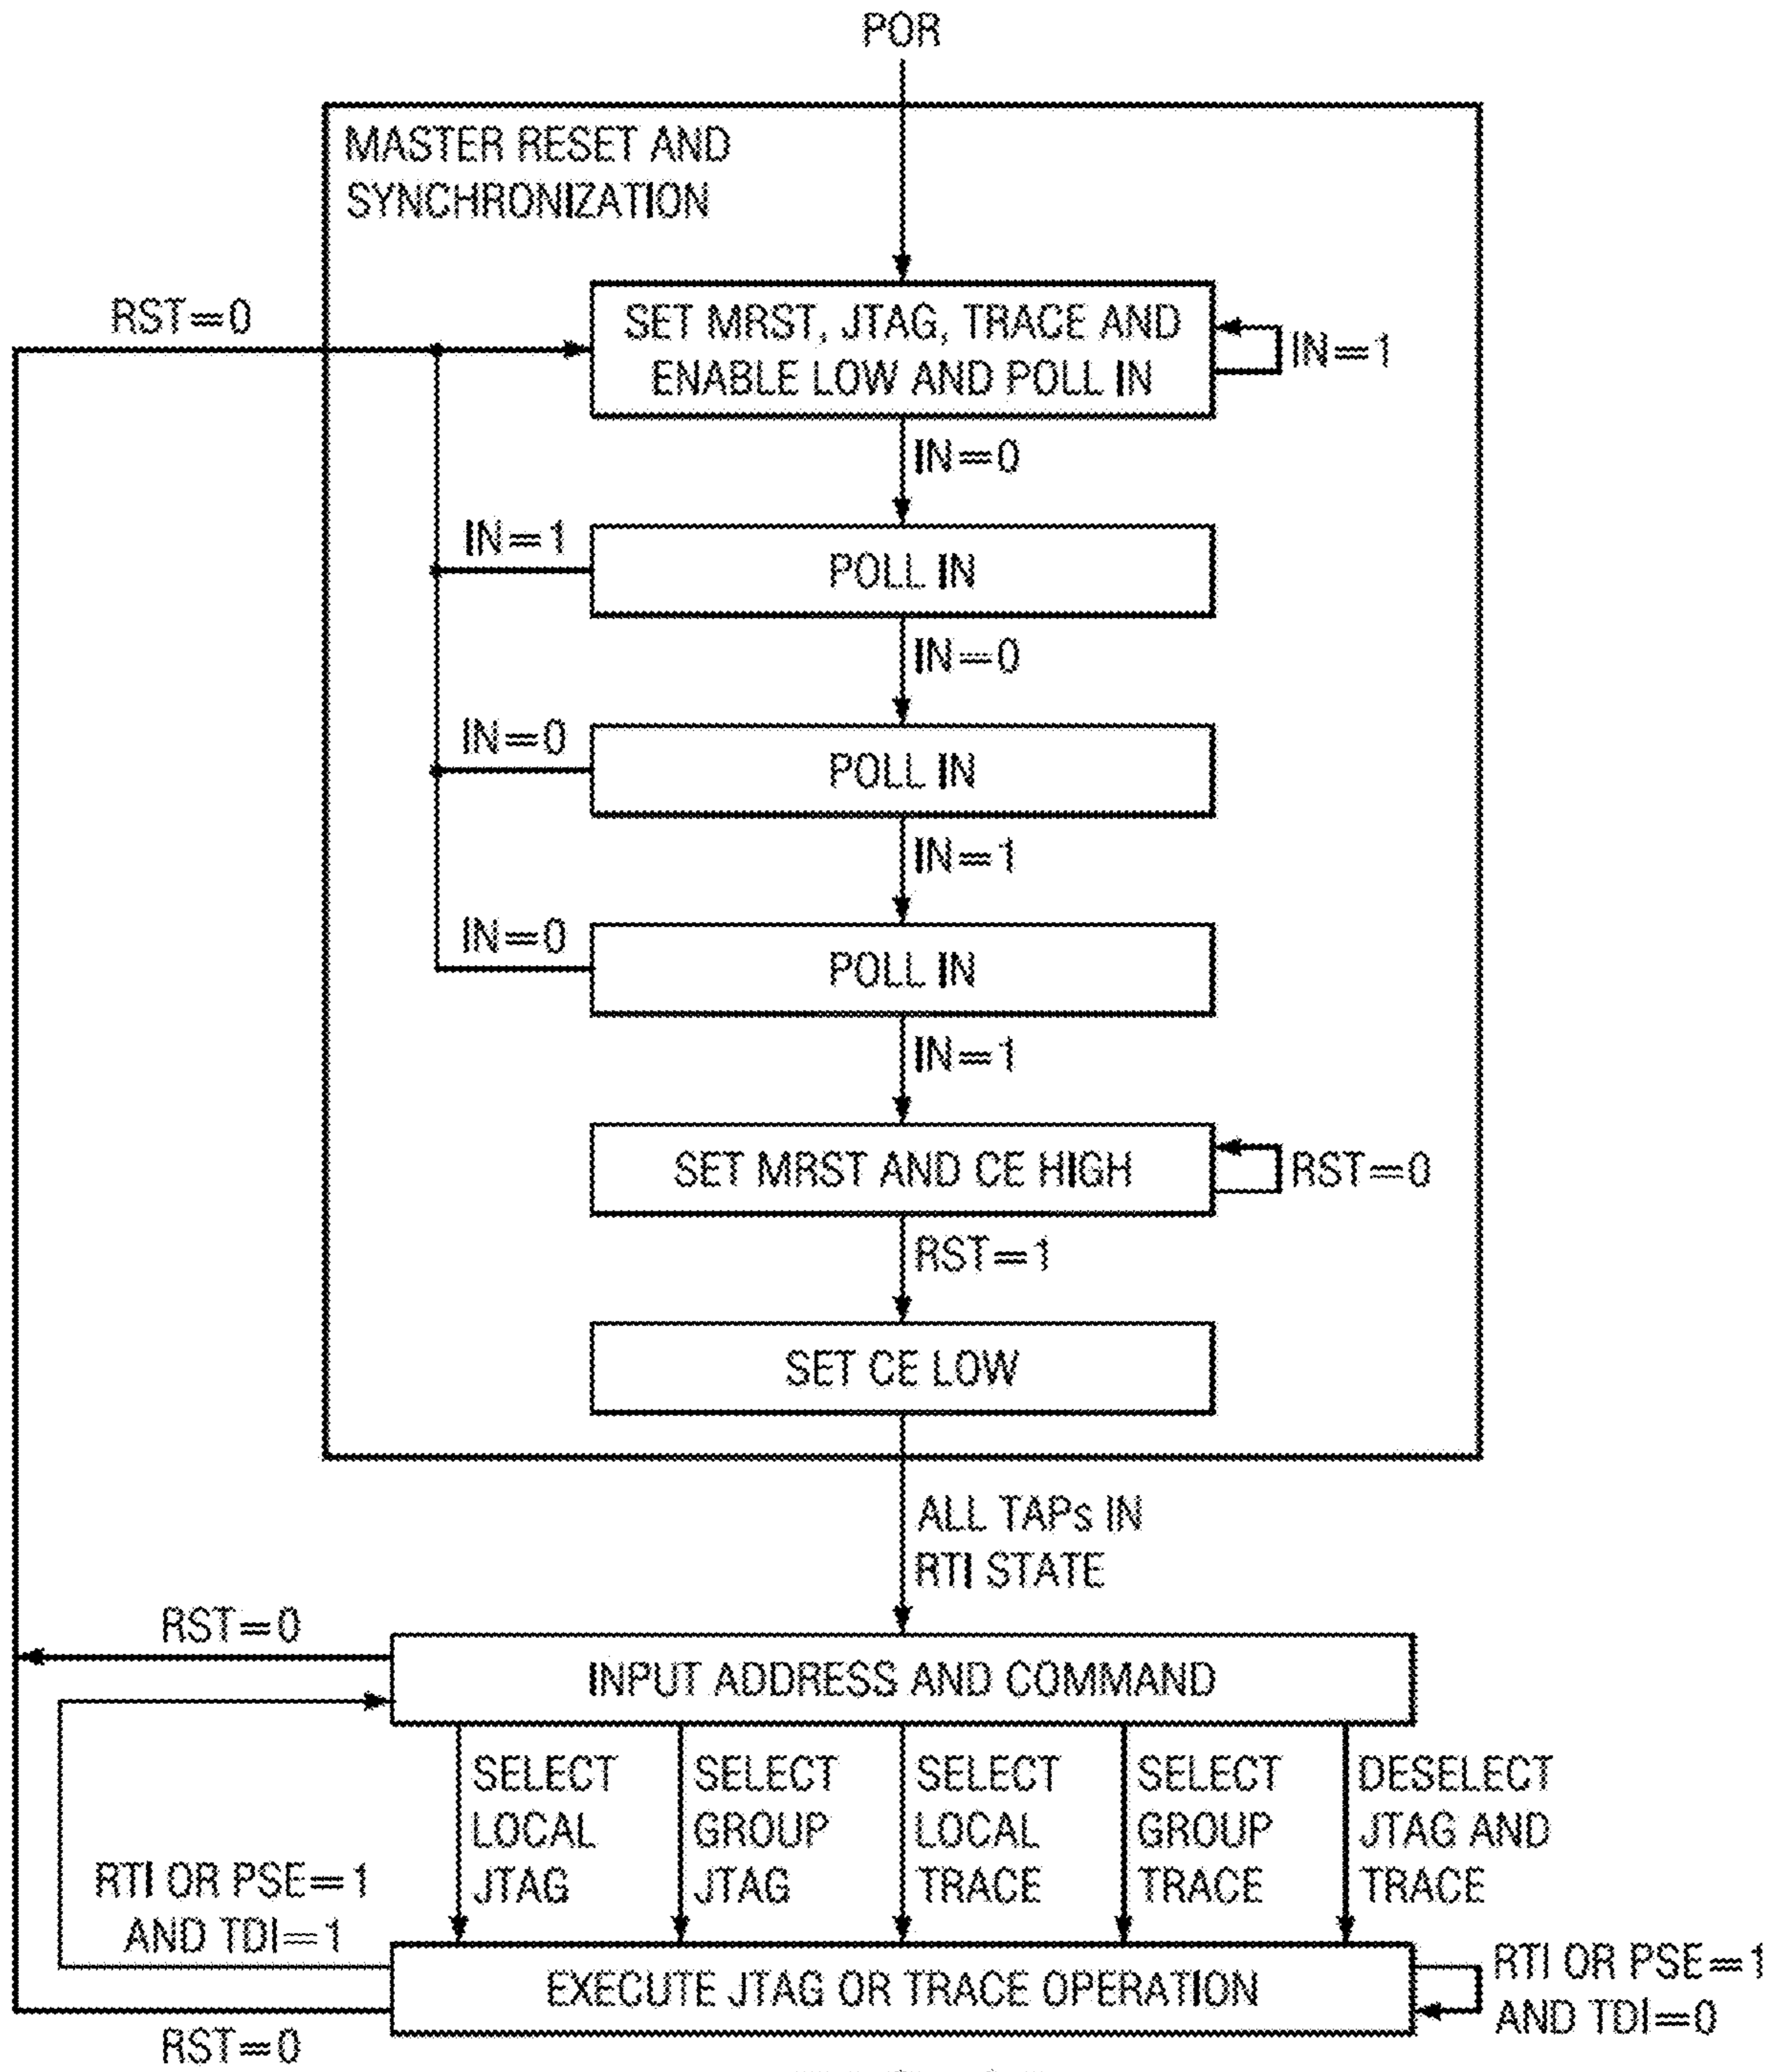 POR
MASTER RESET AND
SYNCHRONIZATION
RST=0
SET MRST, JTAG, TRACE AND
ENABLE LOW AND POLL IN
IN=1
IN=0
IN=1
POLL IN
IN=0
IN=0
POLL IN
IN=1
IN=0
POLL IN
IN=1
SET MRST AND CE HIGH
RST=0
RST=1
SET CE LOW
ALL TAPs IN
RTI STATE
RST=0
INPUT ADDRESS AND COMMAND
SELECT
LOCAL
JTAG
SELECT
GROUP
JTAG
SELECT
LOCAL
TRACE
SELECT
GROUP
TRACE
DESELECT
JTAG AND
TRACE
RTI OR PSE=1
AND TDI=1
EXECUTE JTAG OR TRACE OPERATION
RTI OR PSE=1
AND TDI=0
RST=0